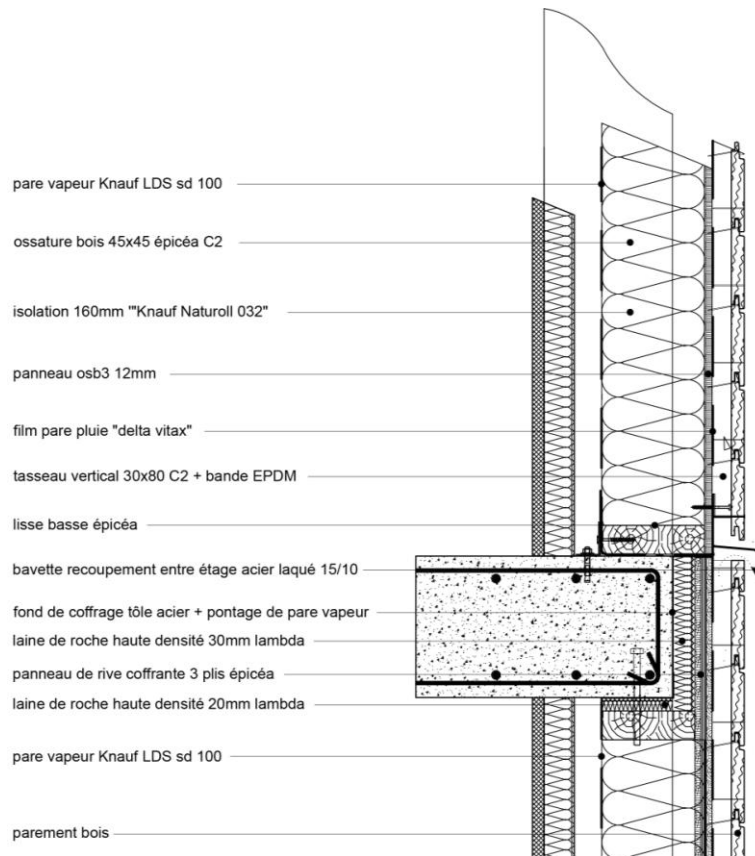 pare vapeur Knauf LDS sd 100
ossature bois 45x45 épicéa C2
isolation 160mm '"Knauf Naturoll 032"
panneau osb3 12mm
film pare pluie "delta vitax"
tasseau vertical 30x80 C2 + bande EPDM
lisse basse épicéa
bavette recoupement entre étage acier laqué 15/10
fond de coffrage tôle acier + pontage de pare vapeur
laine de roche haute densité 30mm lambda
panneau de rive coffrante 3 plis épicéa
laine de roche haute densité 20mm lambda
pare vapeur Knauf LDS sd 100
parement bois